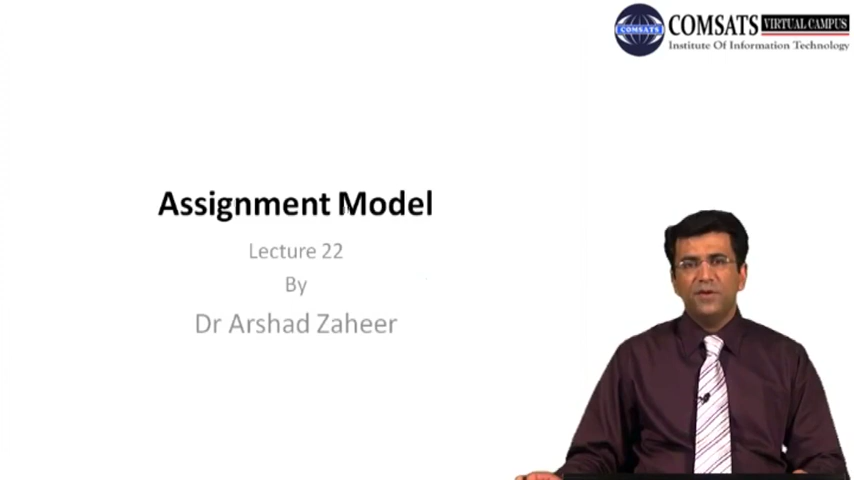 COMSATS VIRTUAL CAMPUS
COMSATS
Institute Of Information Technology
Assignment Model
Lecture 22
By
Dr Arshad Zaheer